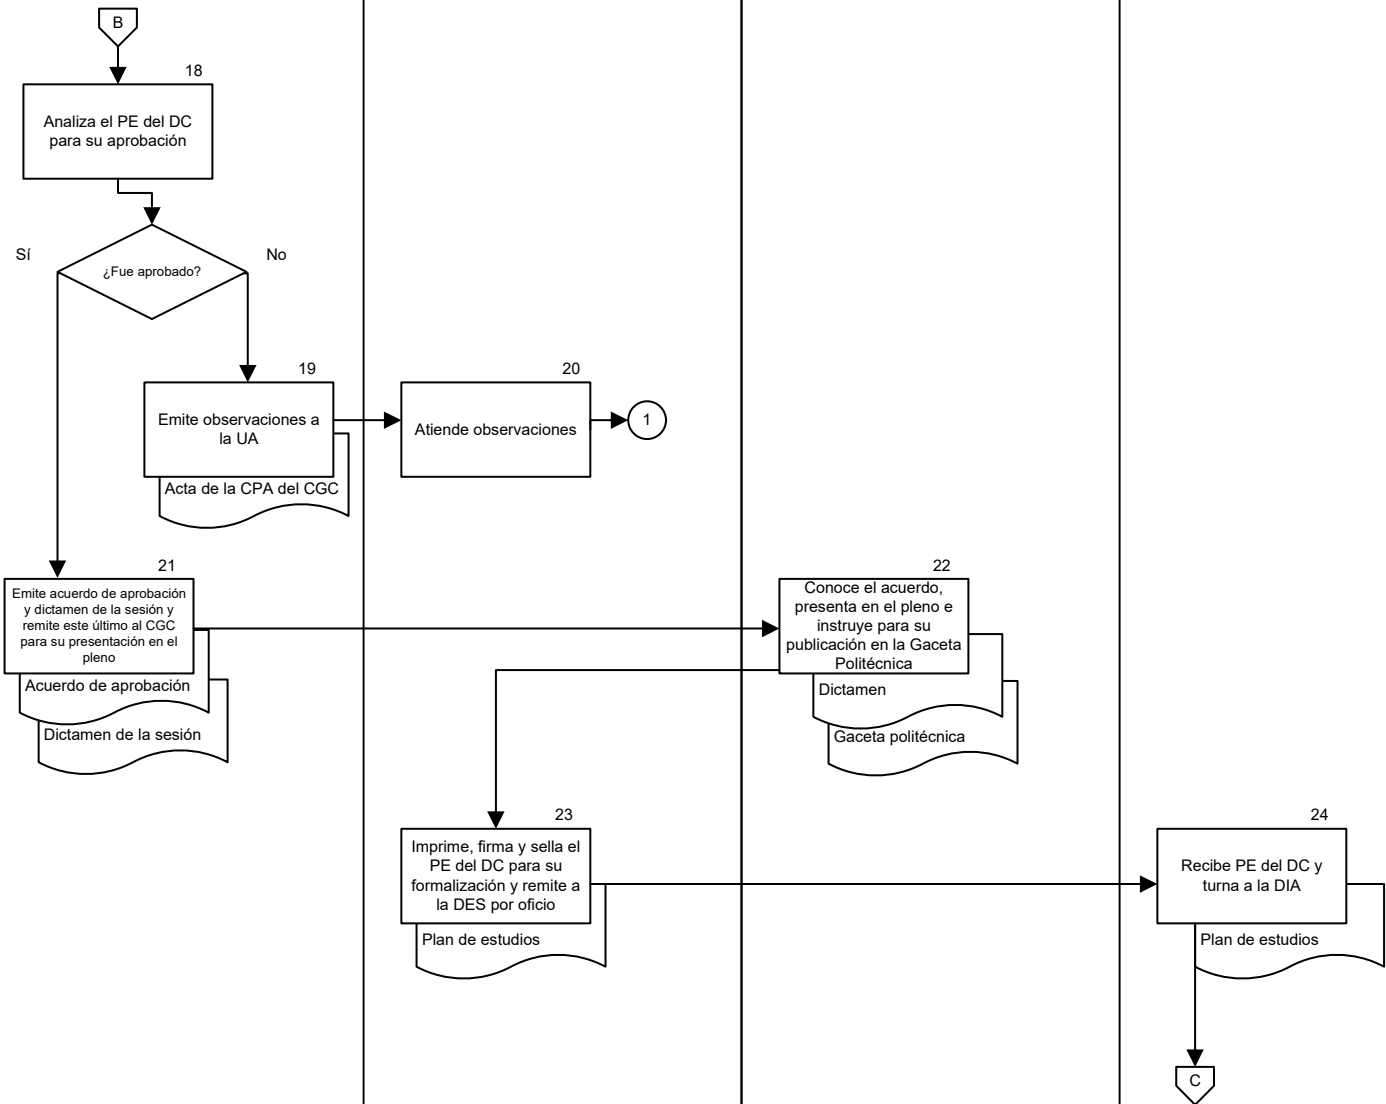 B
18
Analiza el PE del DC
para su aprobación
Sí
¿Fue aprobado?
No
19
Emite observaciones a
la UA
Acta de la CPA del CGC
20
Atiende observaciones
1
21
Emite acuerdo de aprobación
y dictamen de la sesión y
remite este último al CGC
para su presentación en el
pleno
Acuerdo de aprobación
Dictamen de la sesión
22
Conoce el acuerdo,
presenta en el pleno e
instruye para su
publicación en la Gaceta
Politécnica
Dictamen
Gaceta politécnica
23
Imprime, firma y sella el
PE del DC para su
formalización y remite a
la DES por oficio
Plan de estudios
24
Recibe PE del DC y
turna a la DIA
Plan de estudios
C